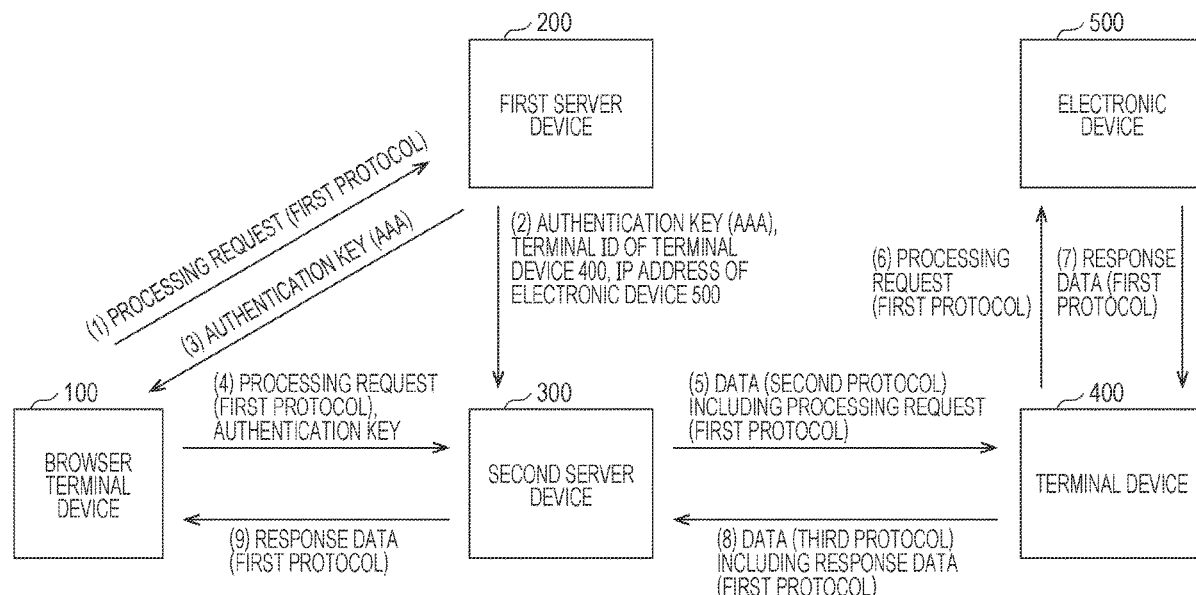 200
FIRST SERVER
DEVICE
500
ELECTRONIC
DEVICE
(1) PROCESSING REQUEST (FIRST PROTOCOL)
(3) AUTHENTICATION KEY (AAA)
(2) AUTHENTICATION KEY (AAA),
TERMINAL ID OF TERMINAL
DEVICE 400, IP ADDRESS OF
ELECTRONIC DEVICE 500
(6) PROCESSING
REQUEST
(FIRST PROTOCOL)
(7) RESPONSE
DATA (FIRST
PROTOCOL)
100
BROWSER
TERMINAL
DEVICE
(4) PROCESSING REQUEST
(FIRST PROTOCOL),
AUTHENTICATION KEY
300
SECOND SERVER
DEVICE
(5) DATA (SECOND PROTOCOL)
INCLUDING PROCESSING REQUEST
(FIRST PROTOCOL)
400
TERMINAL DEVICE
(9) RESPONSE DATA
(FIRST PROTOCOL)
(8) DATA (THIRD PROTOCOL)
INCLUDING RESPONSE DATA
(FIRST PROTOCOL)